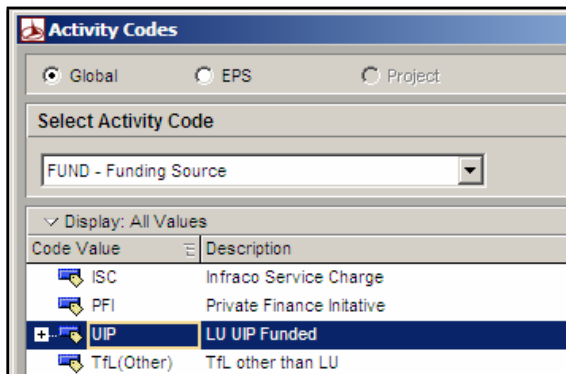 Activity Codes
Global EPS Project
Select Activity Code
FUND - Funding Source
Display: All Values
Code Value Description
ISC Infraco Service Charge
PFI Private Finance Initative
UIP LU UIP Funded
TfL(Other) TfL other than LU